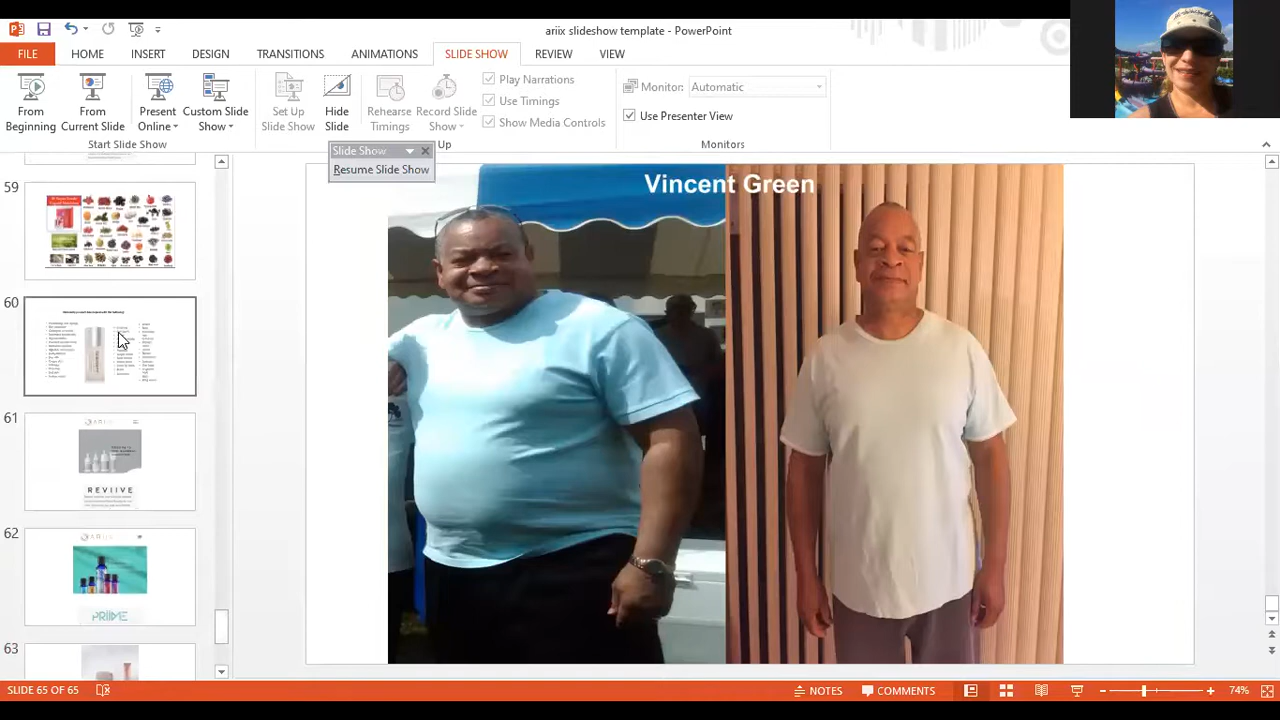 ariix slideshow template - PowerPoint
FILE
HOME
INSERT
DESIGN
TRANSITIONS
ANIMATIONS
SLIDE SHOW
REVIEW
VIEW
From Beginning
From Current Slide
Present Online
Custom Slide Show
Set Up Slide Show
Hide Slide
Rehearse Timings
Record Slide Show
Play Narrations
Use Timings
Show Media Controls
Monitor: Automatic
Use Presenter View
Start Slide Show
Up
Monitors
Slide Show
Resume Slide Show
59
60
61
REVIIVE
62
PRIIME
63
Vincent Green
SLIDE 65 OF 65
NOTES
COMMENTS
74%